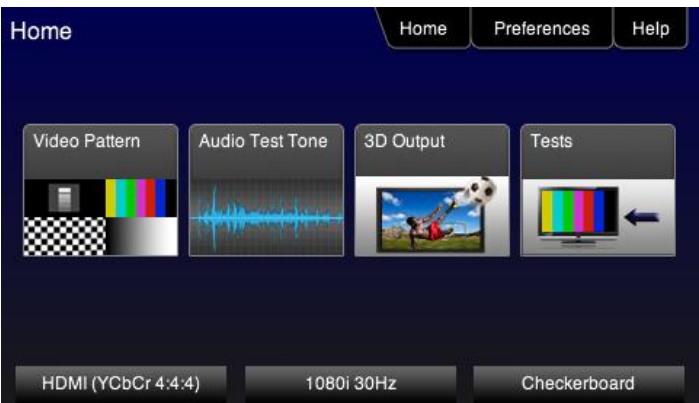 Home
Home Preferences Help
Video Pattern
Audio Test Tone
3D Output
Tests
HDMI (YCbCr 4:4:4)
1080i 30Hz
Checkerboard